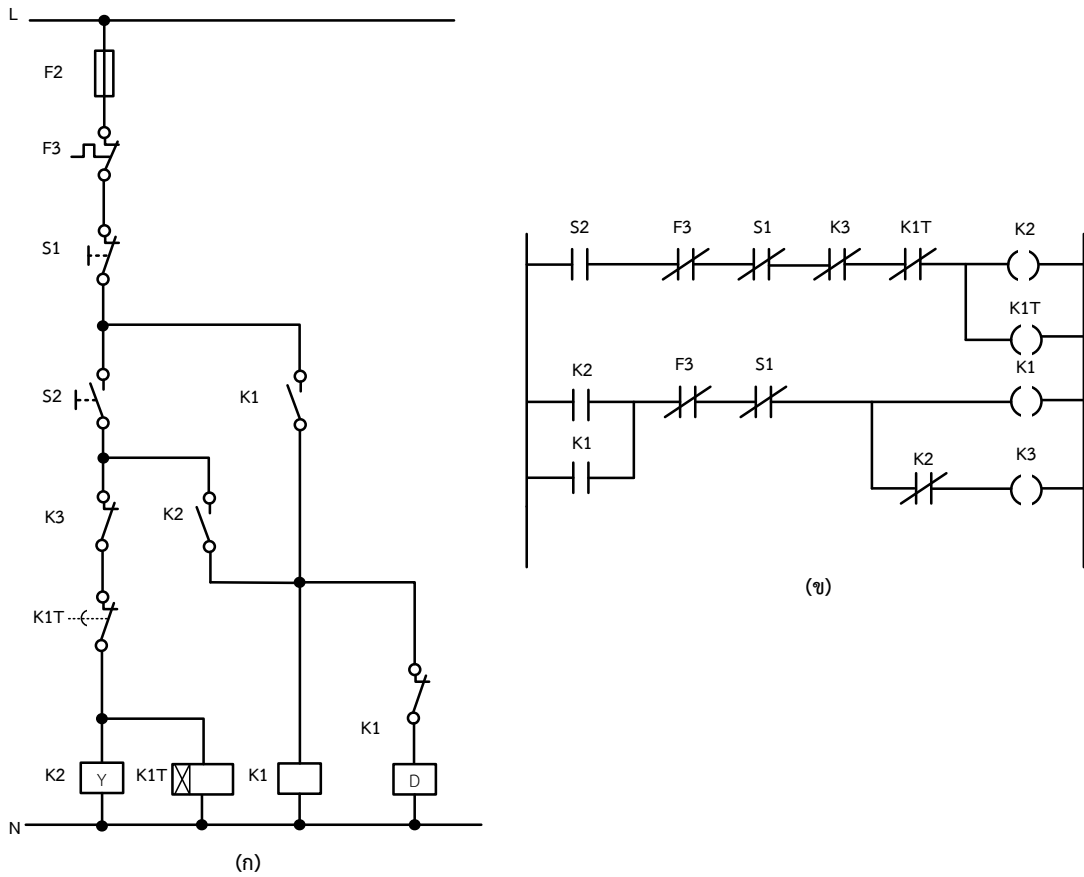 L
F2
F3
S1
S2
K1
K3
K2
K1T
K1
K2
Y
K1T
K1
D
N
(ก)
S2 F3 S1 K3 K1T K2
K1T
K2 F3 S1 K1
K1
K2 K3
(ข)